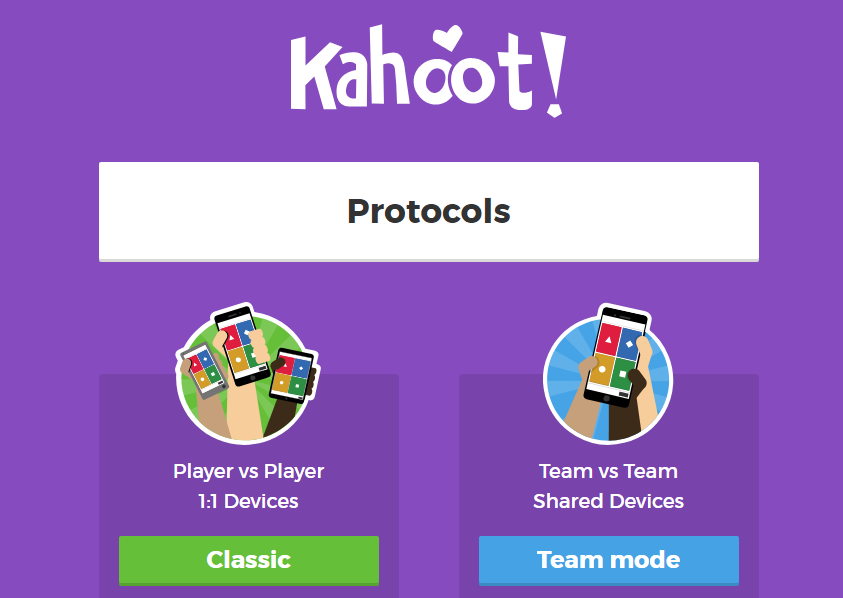 Kahoot!
Protocols
Player vs Player
1:1 Devices
Classic
Team vs Team
Shared Devices
Team mode